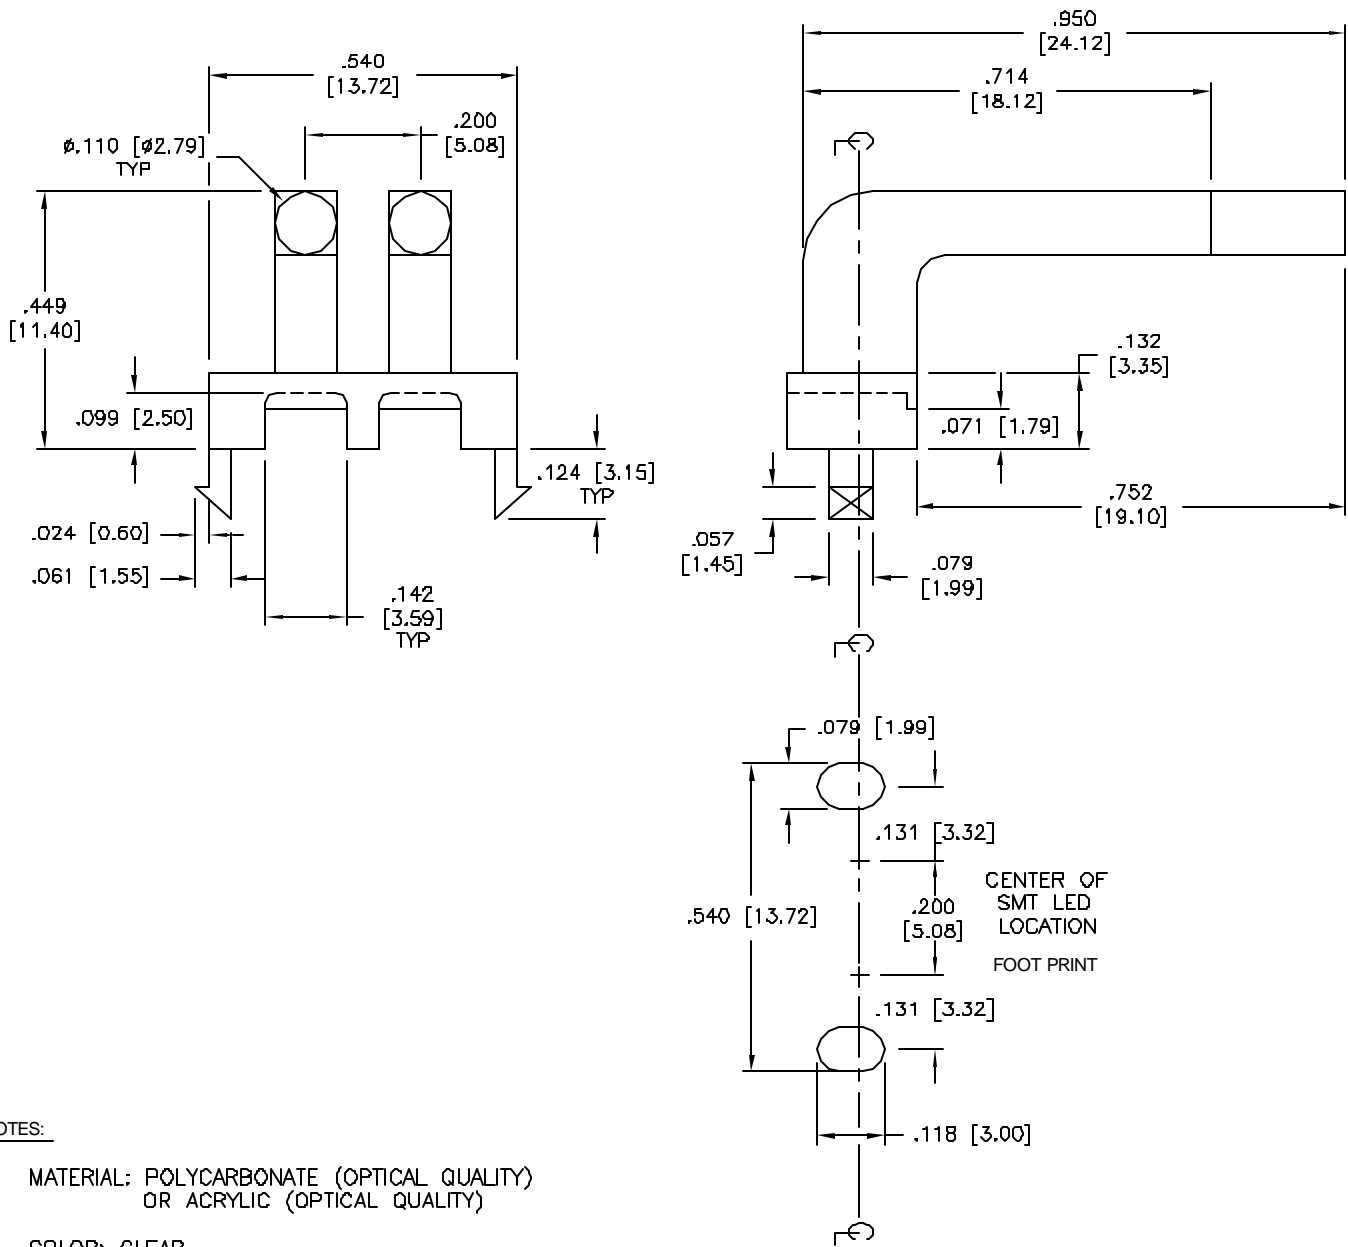 .950
[24.12]
.540
[13.72]
.714
[18.12]
.200
[5.08]
ø.110 [ø2.79]
TYP
.449
[11.40]
.132
[3.35]
.099 [2.50]
.071 [1.79]
.124 [3.15]
TYP
.752
[19.10]
.024 [0.60]
.057
[1.45]
.061 [1.55]
.079
[1.99]
.142
[3.59]
TYP
.079 [1.99]
.131 [3.32]
CENTER OF
SMT LED
LOCATION
.540 [13.72]
.200
[5.08]
FOOT PRINT
.131 [3.32]
.118 [3.00]
OTES:
MATERIAL: POLYCARBONATE (OPTICAL QUALITY)
OR ACRYLIC (OPTICAL QUALITY)
COLOR: CLEAR